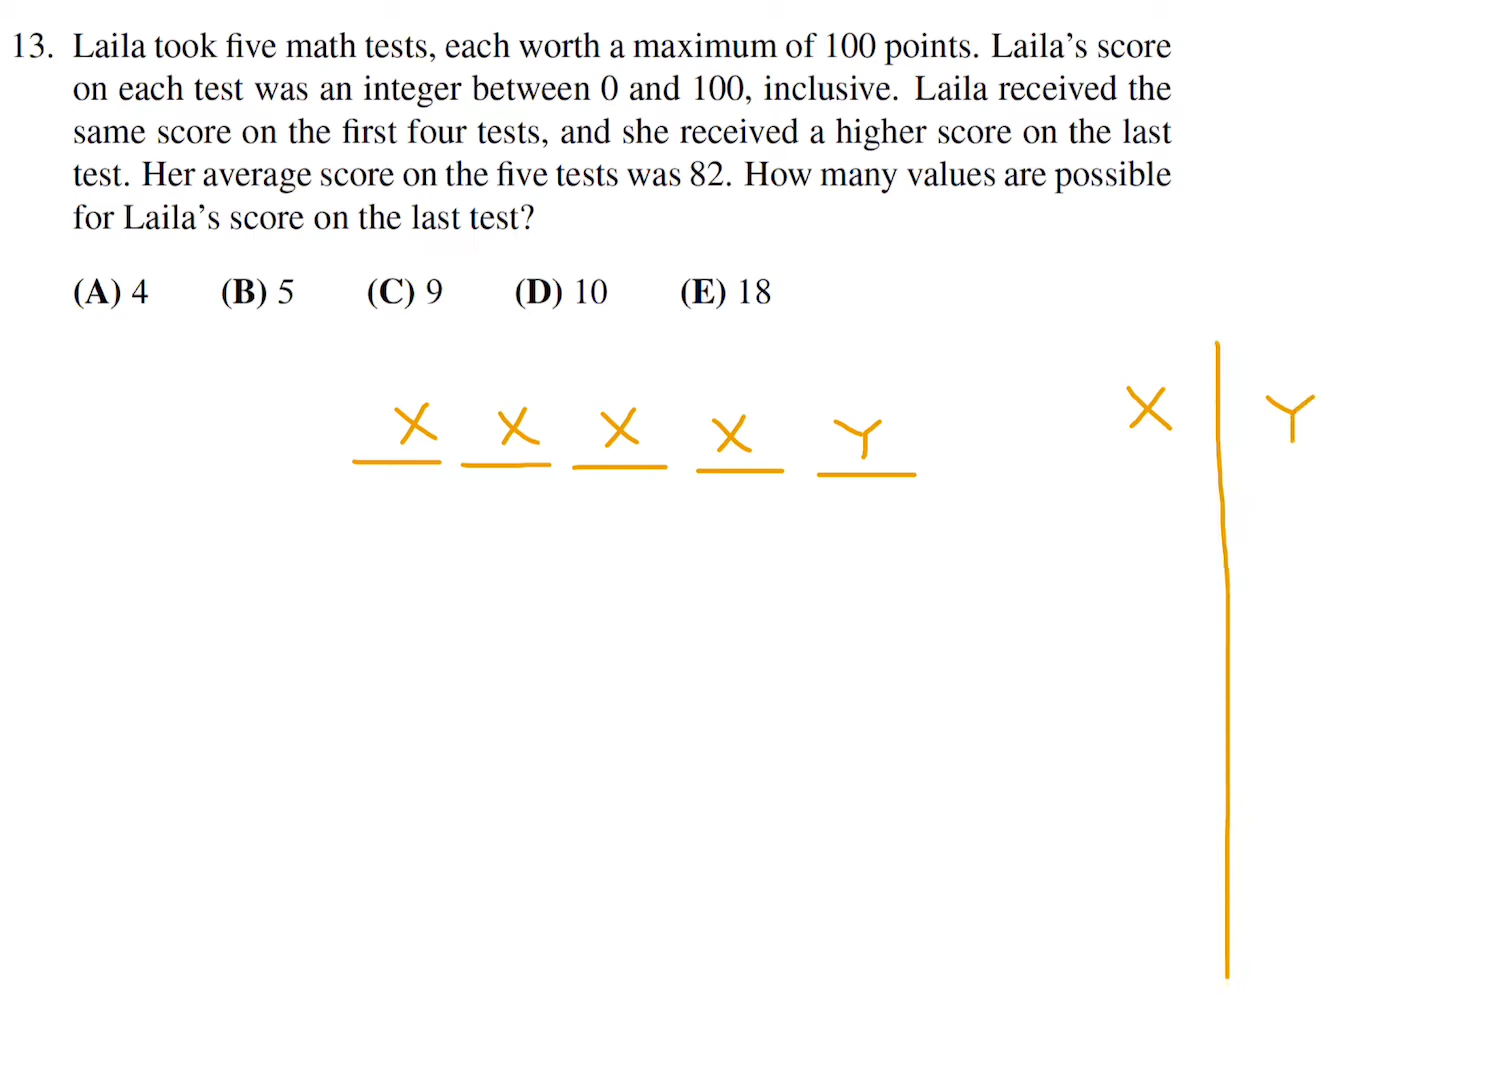 13. Laila took five math tests, each worth a maximum of 100 points. Laila’s score
on each test was an integer between 0 and 100, inclusive. Laila received the
same score on the first four tests, and she received a higher score on the last
test. Her average score on the five tests was 82. How many values are possible
for Laila’s score on the last test?
(A) 4 (B) 5 (C) 9 (D) 10 (E) 18
X X X X Y X Y